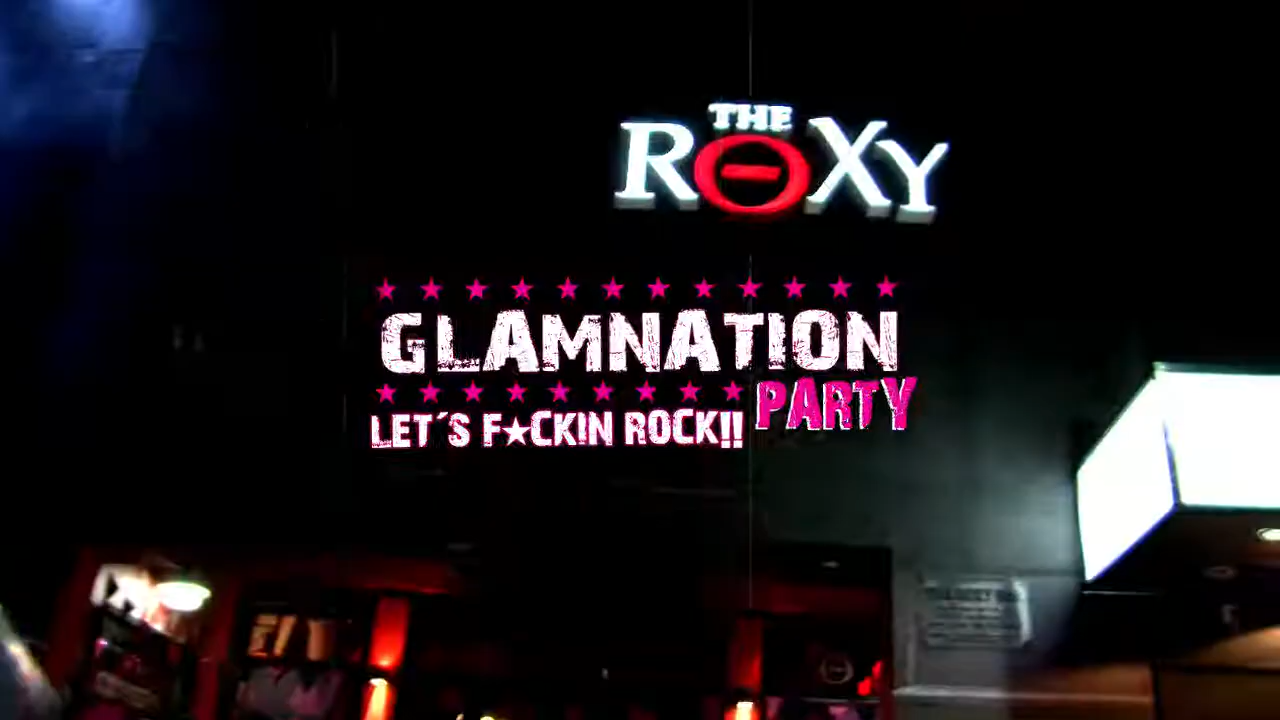 THE
ROXY
GLAMNATION
PARTY
LET´S F★CKIN ROCK!!